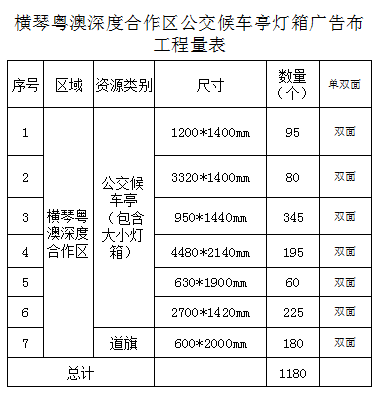 横琴粤澳深度合作区公交候车亭灯箱广告布
工程量表
序号 区域 资源类别 尺寸 数量（个） 单双面
1 横琴粤澳深度合作区 公交候车亭（包含大小灯箱） 1200*1400mm 95 双面
2 3320*1400mm 80 双面
3 950*1440mm 345 双面
4 4480*2140mm 195 双面
5 630*1900mm 60 双面
6 2700*1420mm 225 双面
7 道旗 600*2000mm 180 双面
总计 1180